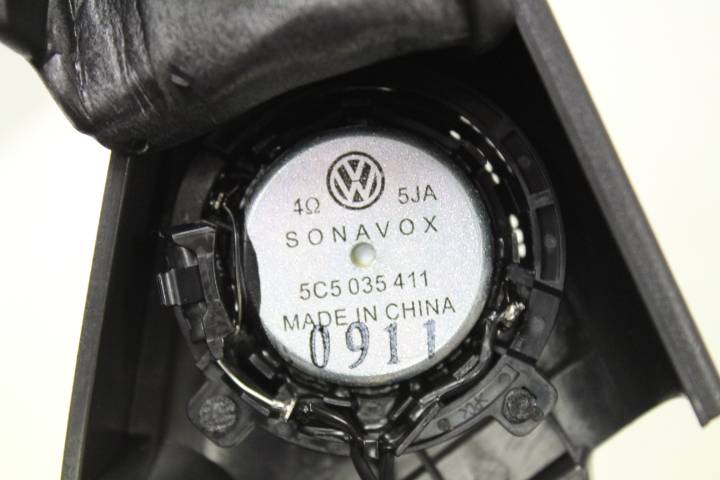 4Ω 5JA
SONAVOX
5C5 035 411
MADE IN CHINA
0911